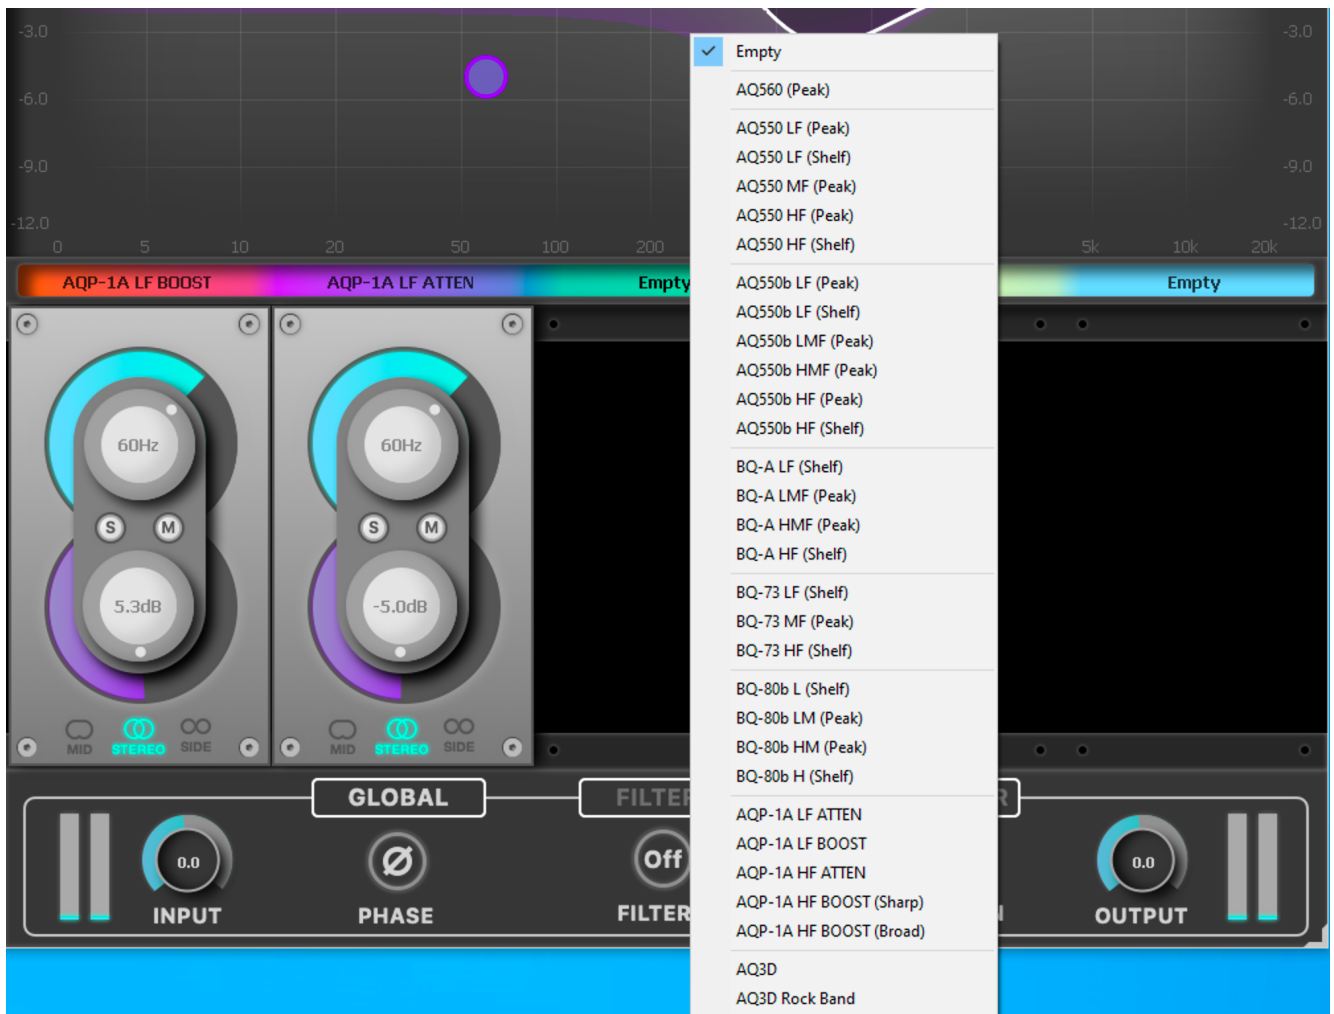 -3.0
-3.0
Empty
AQ560 (Peak)
-6.0
-6.0
AQ550 LF (Peak)
AQ550 LF (Shelf)
-9.0
-9.0
AQ550 MF (Peak)
AQ550 HF (Peak)
-12.0
-12.0
AQ550 HF (Shelf)
0 5 10 20 50 100 200 5k 10k 20k
AQP-1A LF BOOST AQP-1A LF ATTEN Empty Empty
AQ550b LF (Peak)
AQ550b LF (Shelf)
AQ550b LMF (Peak)
AQ550b HMF (Peak)
AQ550b HF (Peak)
AQ550b HF (Shelf)
60Hz 60Hz
BQ-A LF (Shelf)
BQ-A LMF (Peak)
BQ-A HMF (Peak)
S M S M
BQ-A HF (Shelf)
BQ-73 LF (Shelf)
5.3dB -5.0dB
BQ-73 MF (Peak)
BQ-73 HF (Shelf)
BQ-80b L (Shelf)
BQ-80b LM (Peak)
MID STEREO SIDE MID STEREO SIDE
BQ-80b HM (Peak)
BQ-80b H (Shelf)
GLOBAL FILTER R
AQP-1A LF ATTEN
AQP-1A LF BOOST
0.0 Ø Off 0.0
AQP-1A HF ATTEN
AQP-1A HF BOOST (Sharp)
INPUT PHASE FILTER N OUTPUT
AQP-1A HF BOOST (Broad)
AQ3D
AQ3D Rock Band